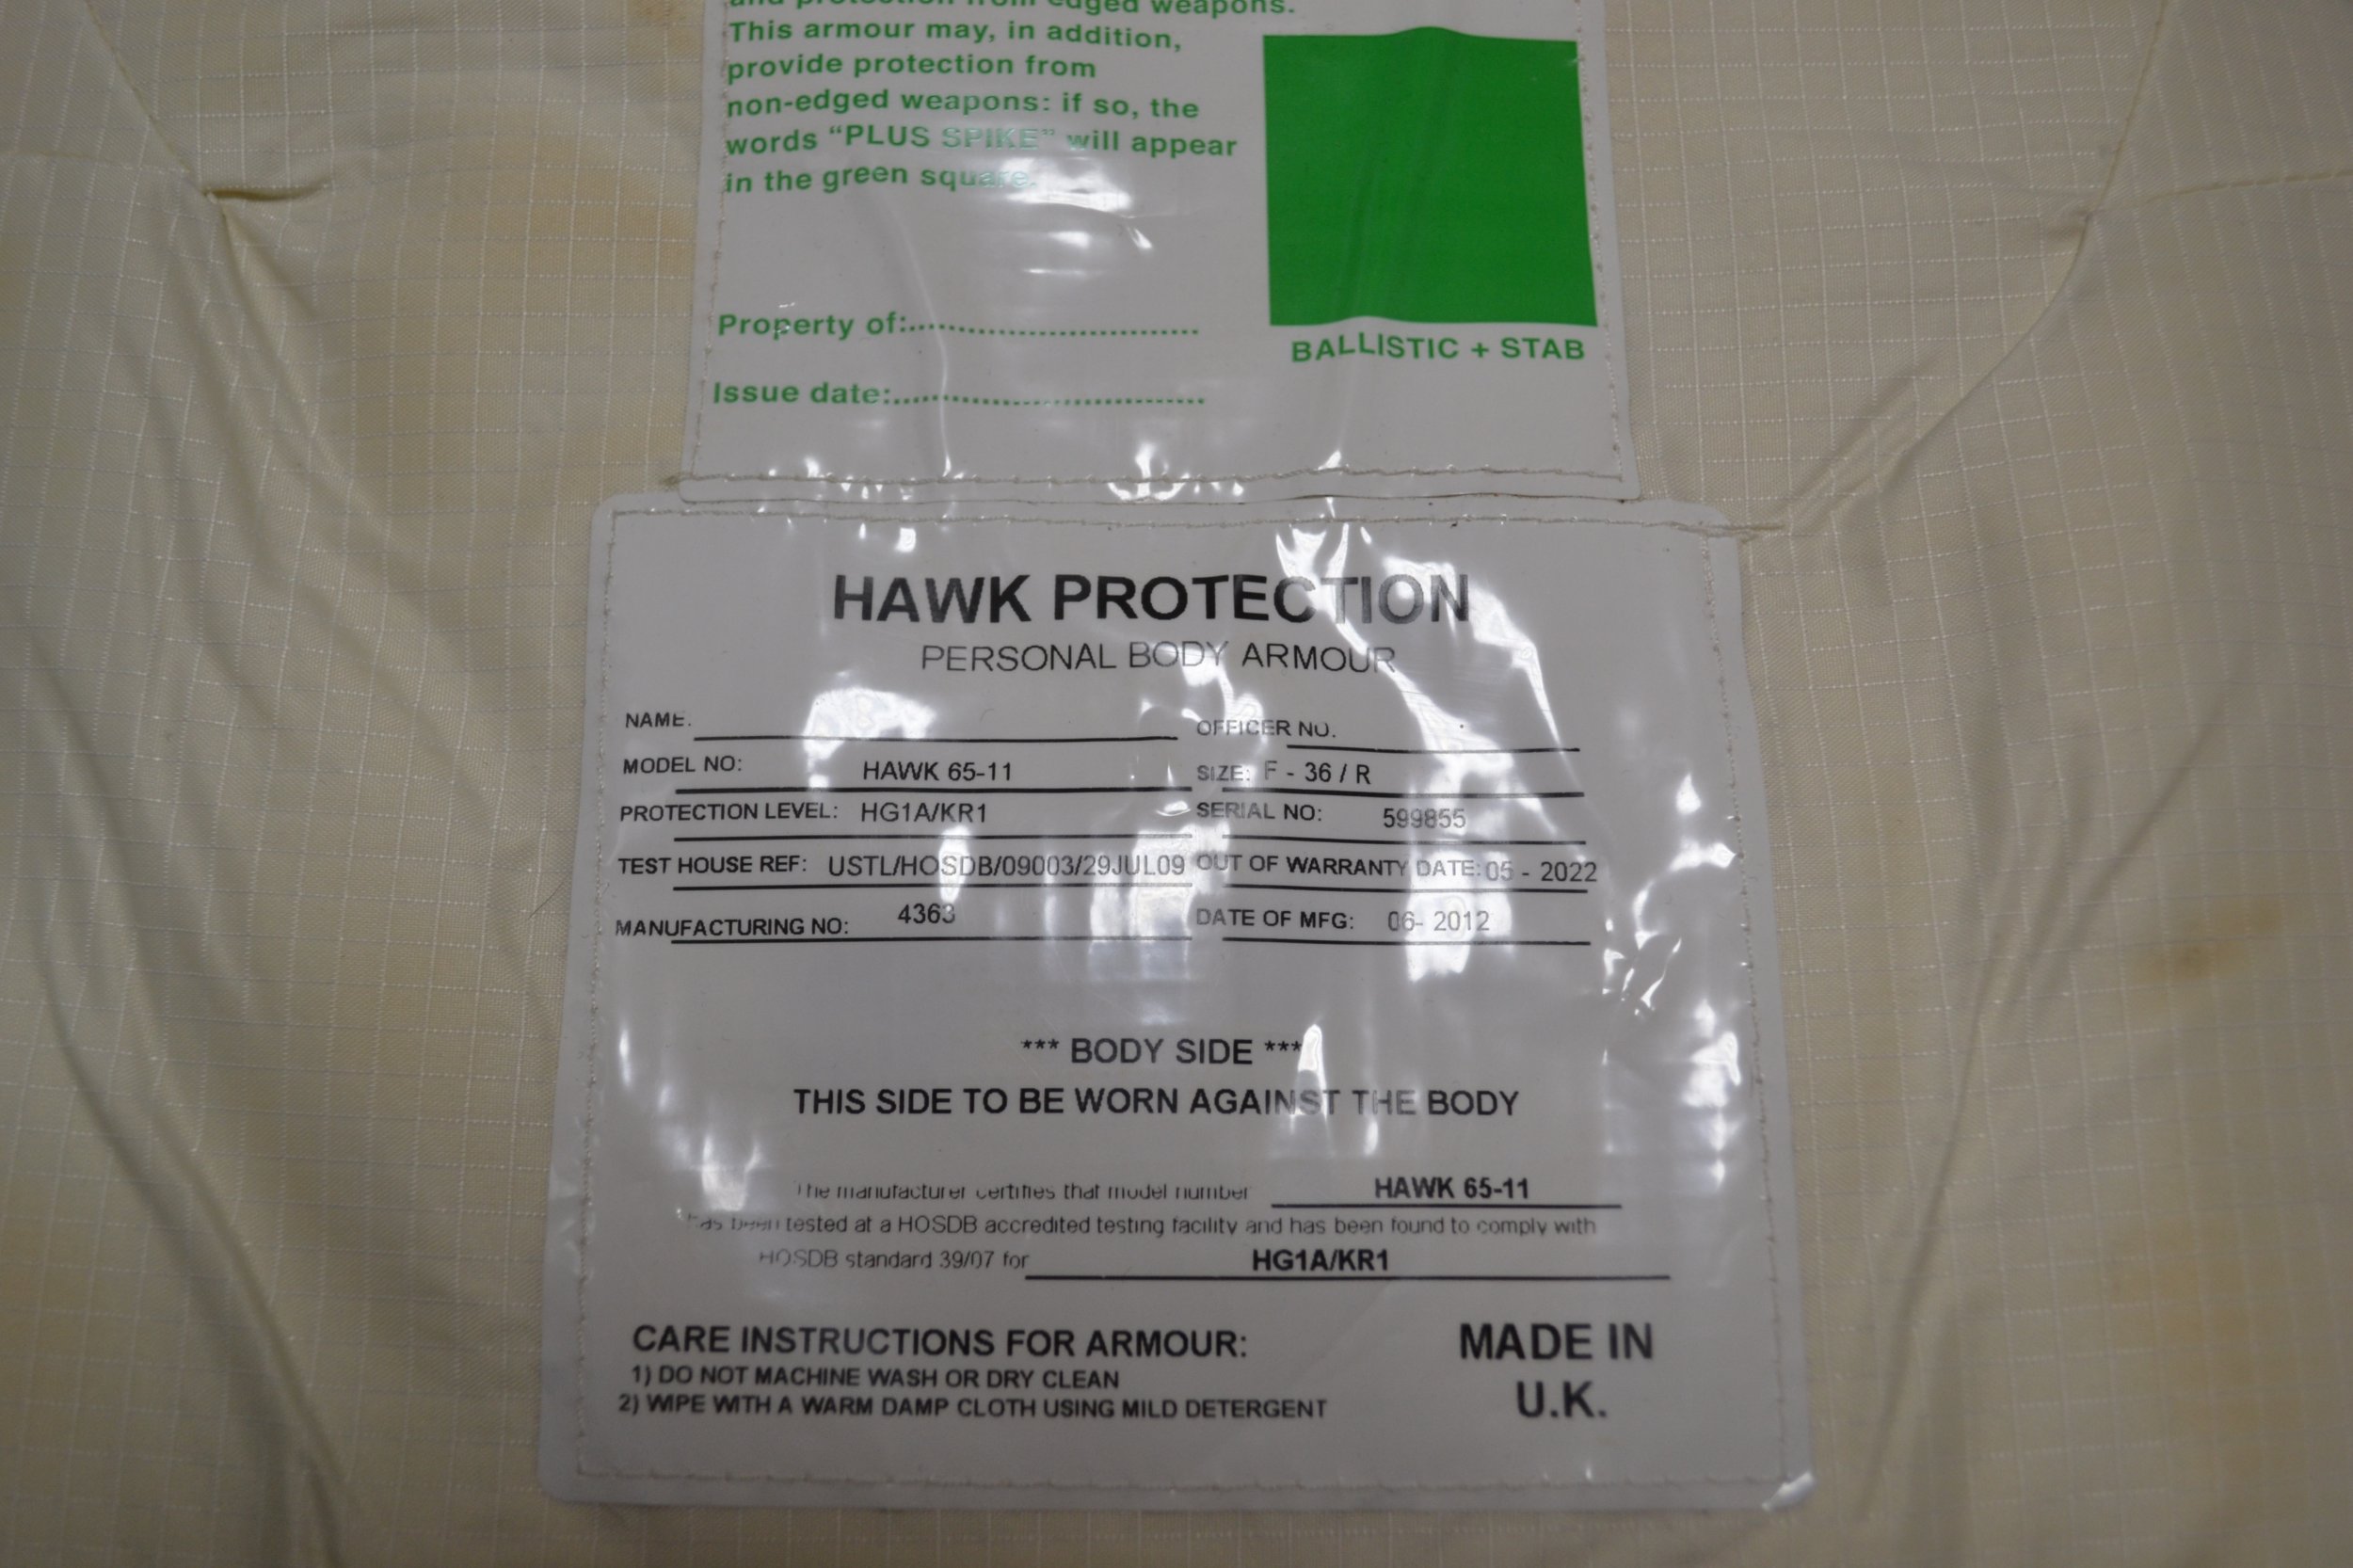 and protection from edged weapons.
This armour may, in addition,
provide protection from
non-edged weapons: if so, the
words “PLUS SPIKE” will appear
in the green square.
Property of:
BALLISTIC + STAB
Issue date:
HAWK PROTECTION
PERSONAL BODY ARMOUR
NAME. OFFICER NO.
MODEL NO: HAWK 65-11 SIZE: F - 36 / R
PROTECTION LEVEL: HG1A/KR1 SERIAL NO: 599855
TEST HOUSE REF: USTL/HOSDB/09003/29JUL09 OUT OF WARRANTY DATE: 05 - 2022
MANUFACTURING NO: 4363 DATE OF MFG: 06- 2012
*** BODY SIDE ***
THIS SIDE TO BE WORN AGAINST THE BODY
The manufacturer certifies that model number HAWK 65-11
has been tested at a HOSDB accredited testing facility and has been found to comply with
HOSDB standard 39/07 for HG1A/KR1
CARE INSTRUCTIONS FOR ARMOUR:
1) DO NOT MACHINE WASH OR DRY CLEAN
2) WIPE WITH A WARM DAMP CLOTH USING MILD DETERGENT
MADE IN
U.K.